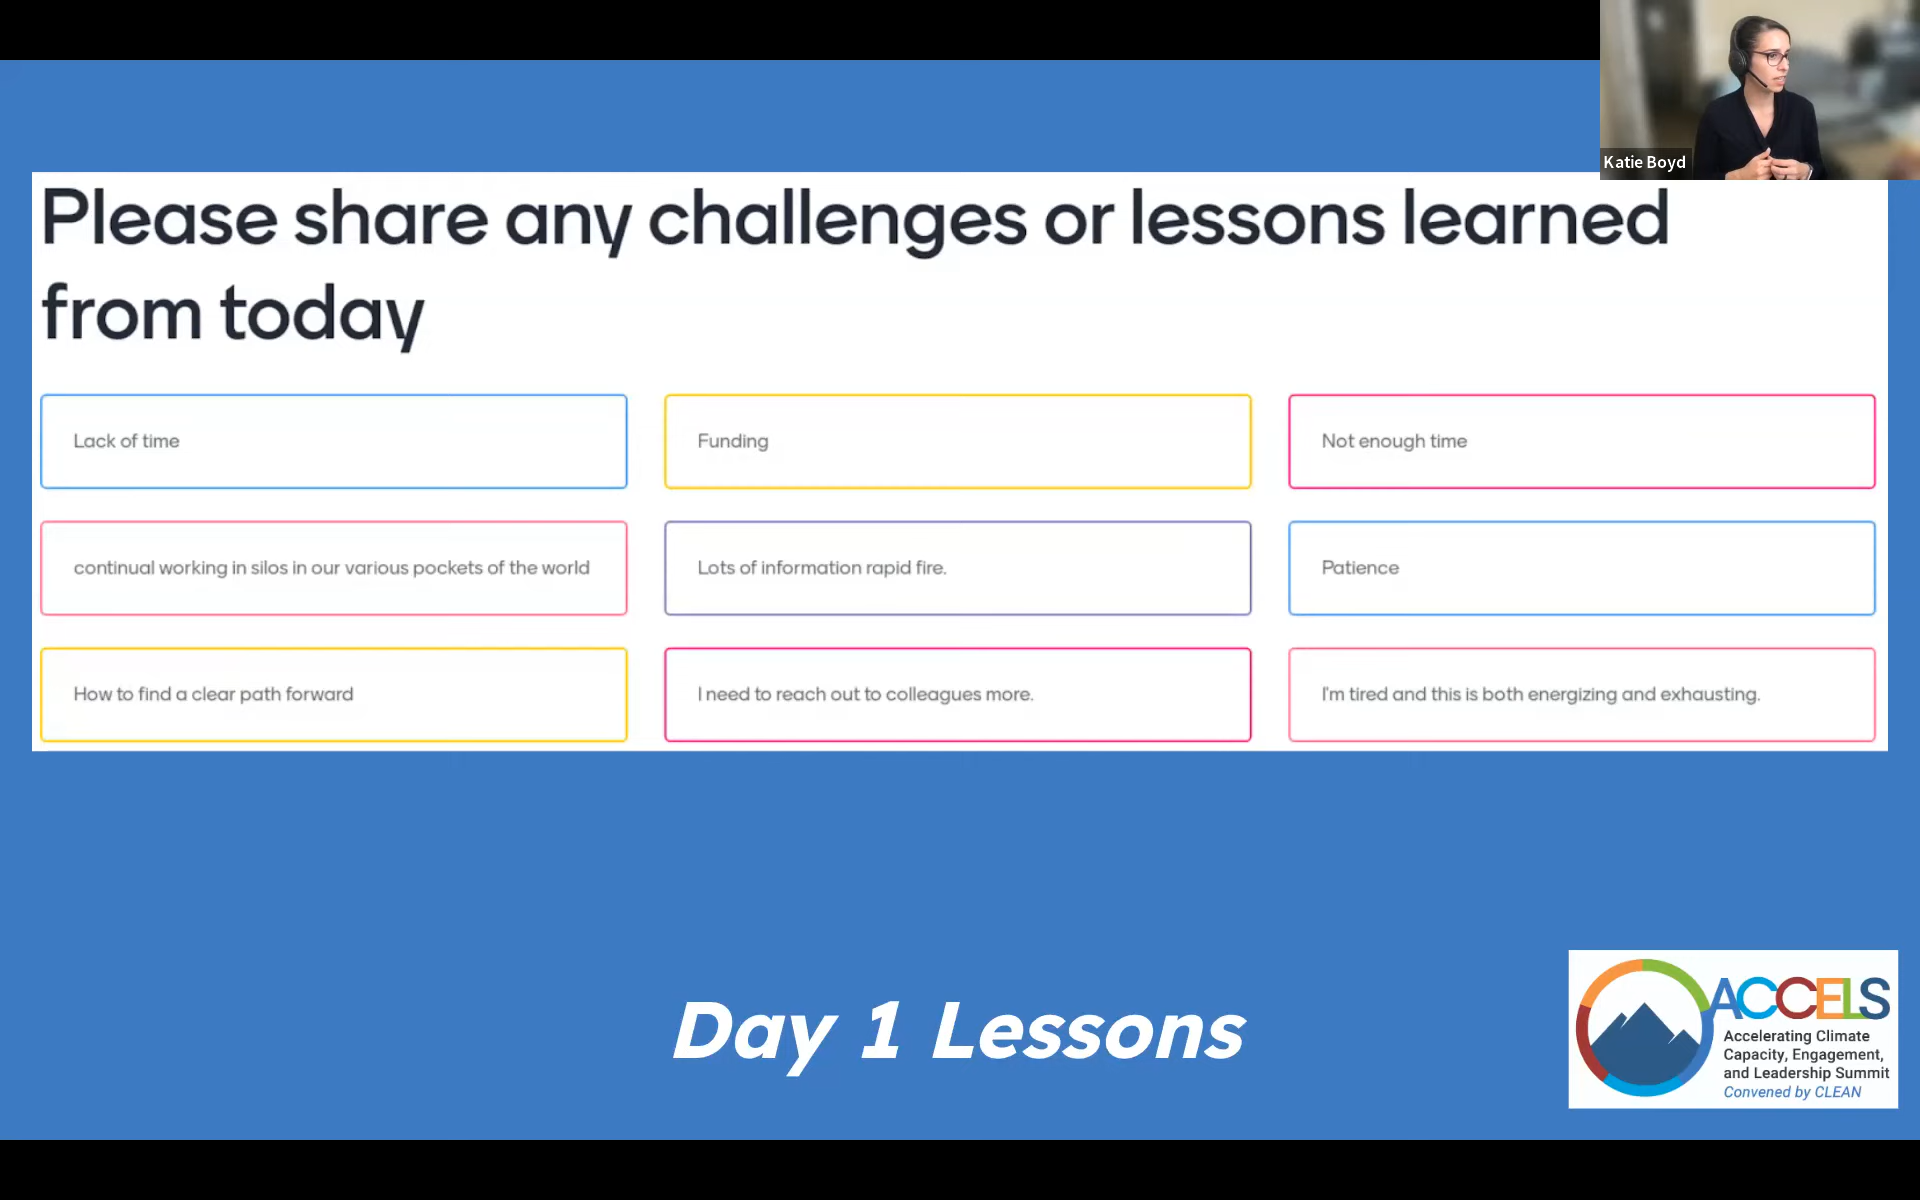 Katie Boyd
Please share any challenges or lessons learned
from today
Lack of time
Funding
Not enough time
continual working in silos in our various pockets of the world
Lots of information rapid fire.
Patience
How to find a clear path forward
I need to reach out to colleagues more.
I'm tired and this is both energizing and exhausting.
Day 1 Lessons
ACCELS
Accelerating Climate
Capacity, Engagement,
and Leadership Summit
Convened by CLEAN